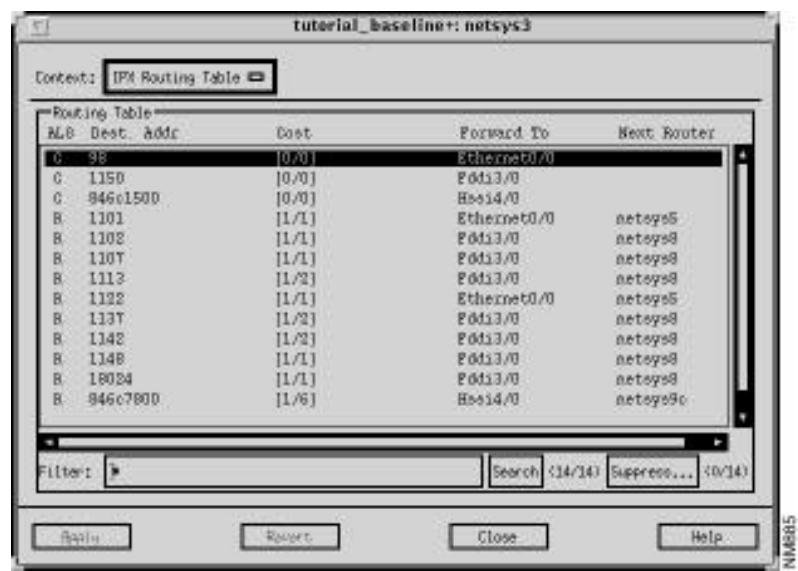 tutorial_baseline+: netsys3
Context: IPX Routing Table
Routing Table
ALG Dest. Addr Cost Forward To Next Router
C 9B [0/0] Ethernet0/0
C 1150 [0/0] Fddi3/0
C 846c1500 [0/0] Hssi4/0
R 1101 [1/1] Ethernet0/0 netsys5
R 1102 [1/1] Fddi3/0 netsys8
R 1107 [1/1] Fddi3/0 netsys8
R 1113 [1/2] Fddi3/0 netsys8
R 1122 [1/1] Ethernet0/0 netsys5
R 1137 [1/2] Fddi3/0 netsys8
R 1142 [1/2] Fddi3/0 netsys8
R 1148 [1/1] Fddi3/0 netsys8
R 18024 [1/1] Fddi3/0 netsys8
R 846c7800 [1/6] Hssi4/0 netsys9c
Filter: Search (14/14) Suppress... (0/14)
Apply Revert Close Help
NM885